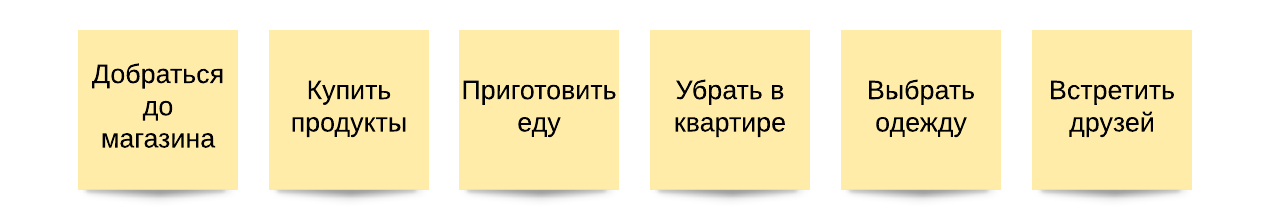 Добраться
до
магазина
Купить
продукты
Приготовить
еду
Убрать в
квартире
Выбрать
одежду
Встретить
друзей